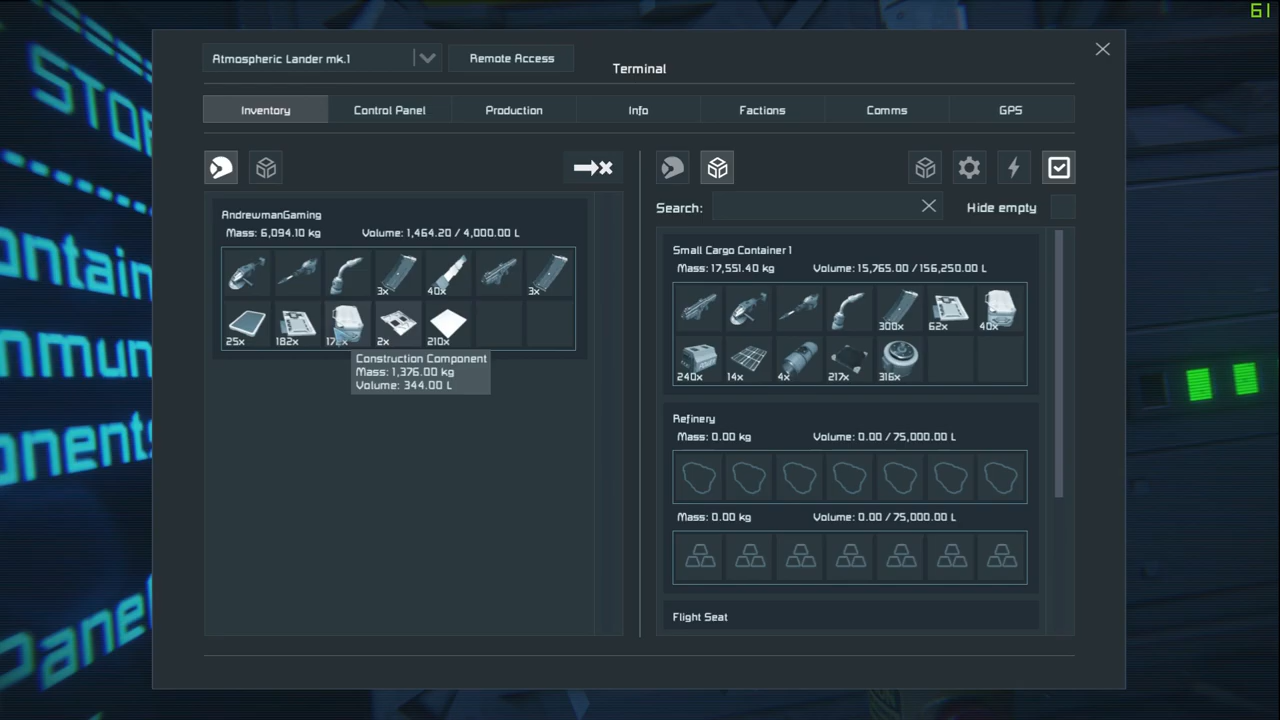 61
Atmospheric Lander mk.1
Remote Access
Terminal
Inventory
Control Panel
Production
Info
Factions
Comms
GPS
AndrewmanGaming
Mass: 6,094.10 kg Volume: 1,464.20 / 4,000.00 L
3x 40x 3x
25x 182x 172x 2x 210x
Construction Component
Mass: 1,376.00 kg
Volume: 344.00 L
Search:
Hide empty
Small Cargo Container 1
Mass: 17,551.40 kg Volume: 15,765.00 / 156,250.00 L
300x 62x 40x
240x 14x 4x 217x 316x
Refinery
Mass: 0.00 kg Volume: 0.00 / 75,000.00 L
Mass: 0.00 kg Volume: 0.00 / 75,000.00 L
Flight Seat